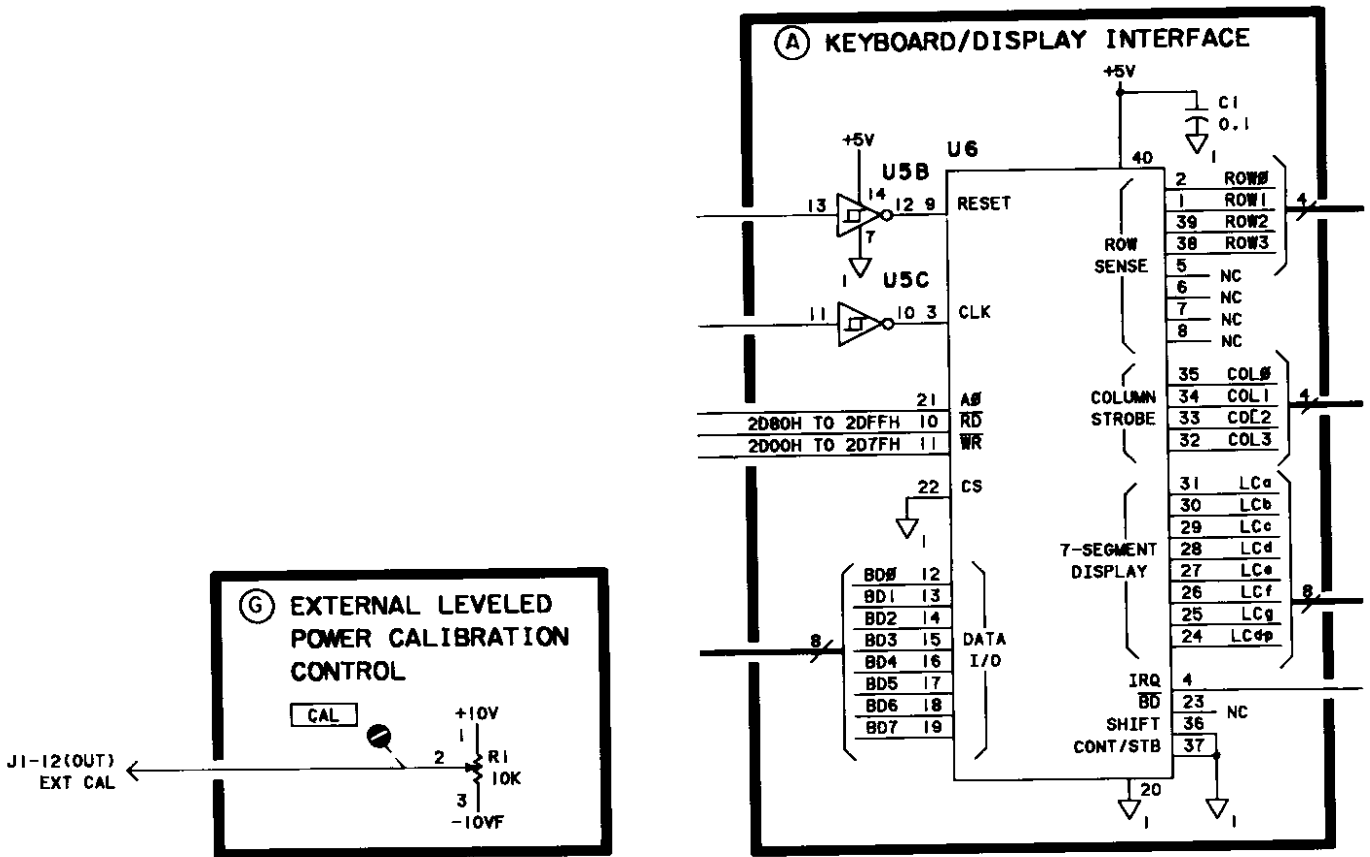 A KEYBOARD/DISPLAY INTERFACE
+5V
C1
0.1
1
+5V
U6
40
U5B
14
13
12 9 RESET
7
1
U5C
11
10 3 CLK
21 AØ
2D80H TO 2DFFH 10 RD
2D00H TO 2D7FH 11 WR
22 CS
1
8
BDØ 12
BD1 13
BD2 14
BD3 15
BD4 16
BD5 17
BD6 18
BD7 19
DATA
I/O
ROW
SENSE
2 ROWØ
1 ROW1
39 ROW2
38 ROW3
4
5 NC
6 NC
7 NC
8 NC
COLUMN
STROBE
35 COLØ
34 COL1
33 COL2
32 COL3
4
7-SEGMENT
DISPLAY
31 LCa
30 LCb
29 LCc
28 LCd
27 LCe
26 LCf
25 LCg
24 LCdp
8
IRQ 4
BD 23 NC
SHIFT 36
CONT/STB 37
20
1
1
G EXTERNAL LEVELED
POWER CALIBRATION
CONTROL
CAL
+10V
1
2
R1
10K
3
-10VF
J1-12(OUT)
EXT CAL